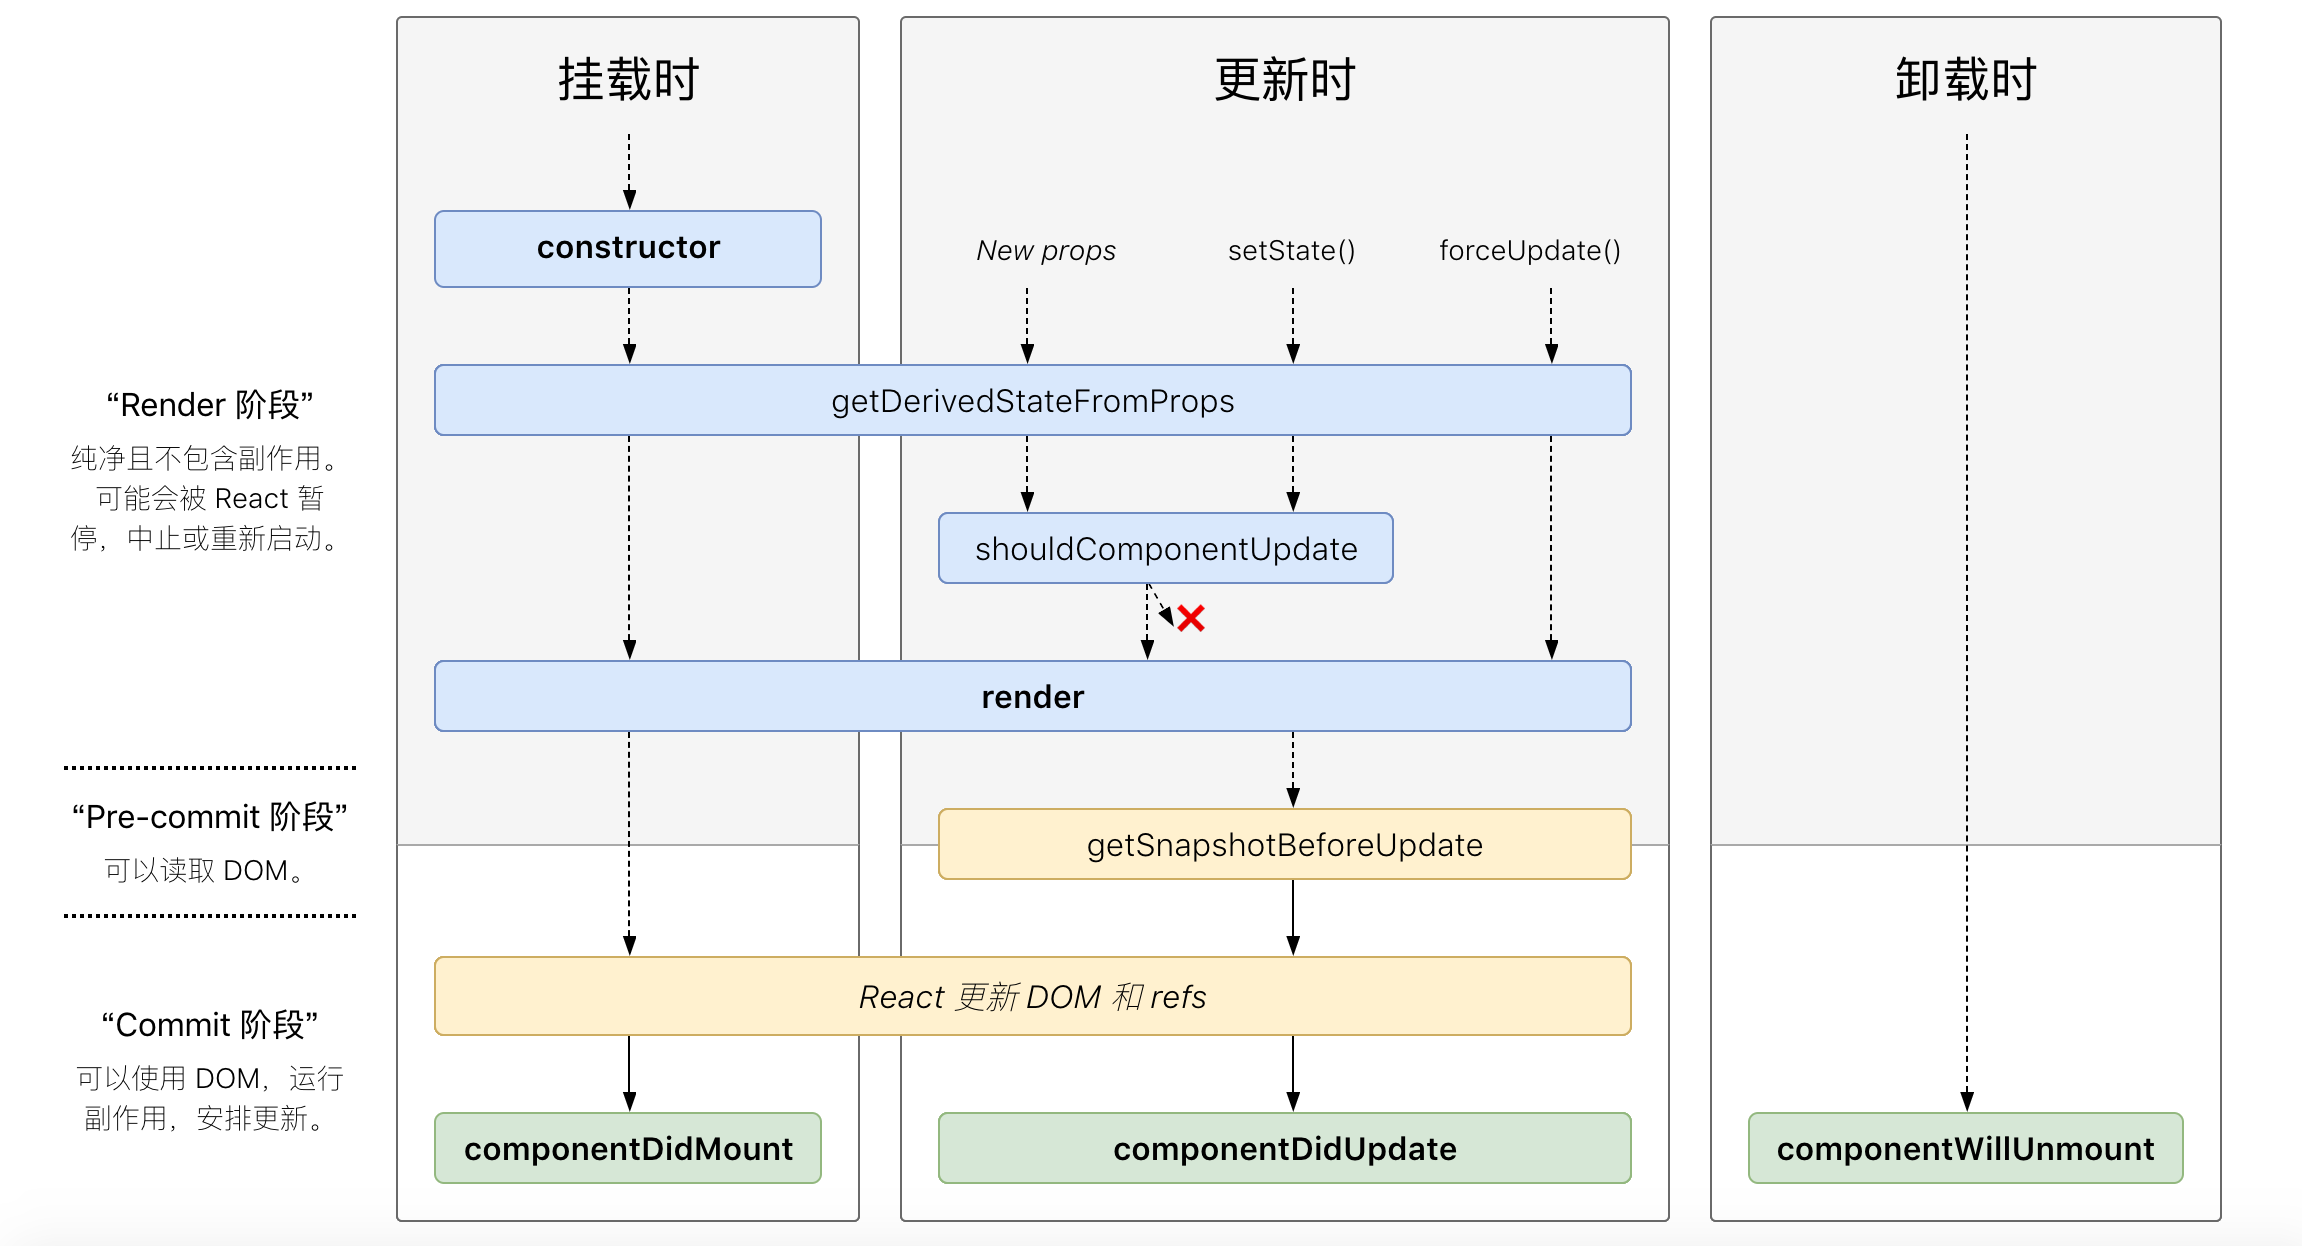 挂载时
更新时
卸载时
constructor
New props
setState()
forceUpdate()
“Render 阶段”
纯净且不包含副作用。
可能会被 React 暂
停，中止或重新启动。
getDerivedStateFromProps
shouldComponentUpdate
render
“Pre-commit 阶段”
可以读取 DOM。
getSnapshotBeforeUpdate
“Commit 阶段”
可以使用 DOM，运行
副作用，安排更新。
React 更新 DOM 和 refs
componentDidMount
componentDidUpdate
componentWillUnmount